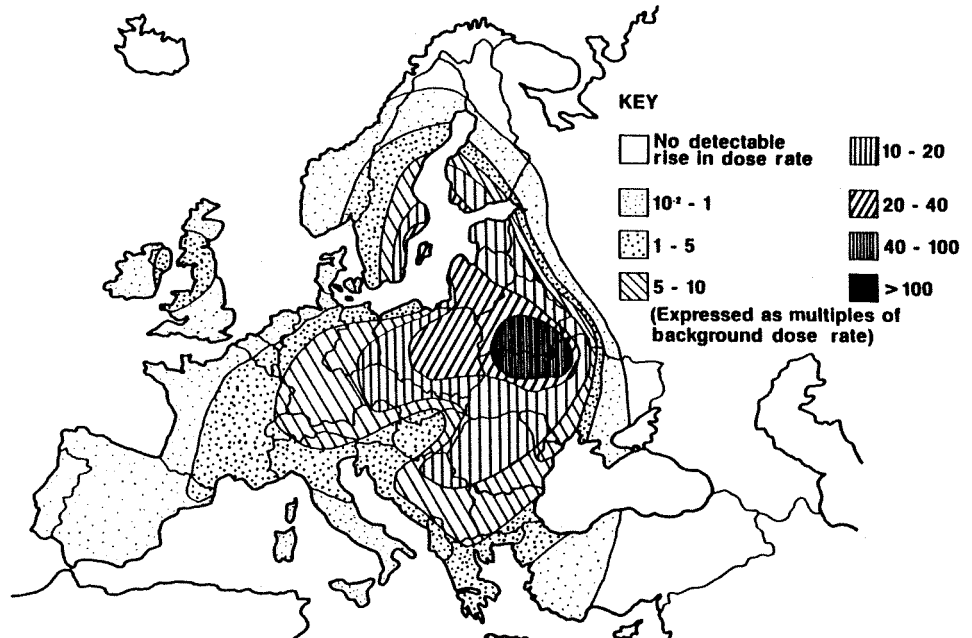 KEY
No detectable
rise in dose rate
10⁻² - 1
1 - 5
5 - 10
10 - 20
20 - 40
40 - 100
>100
(Expressed as multiples of
background dose rate)